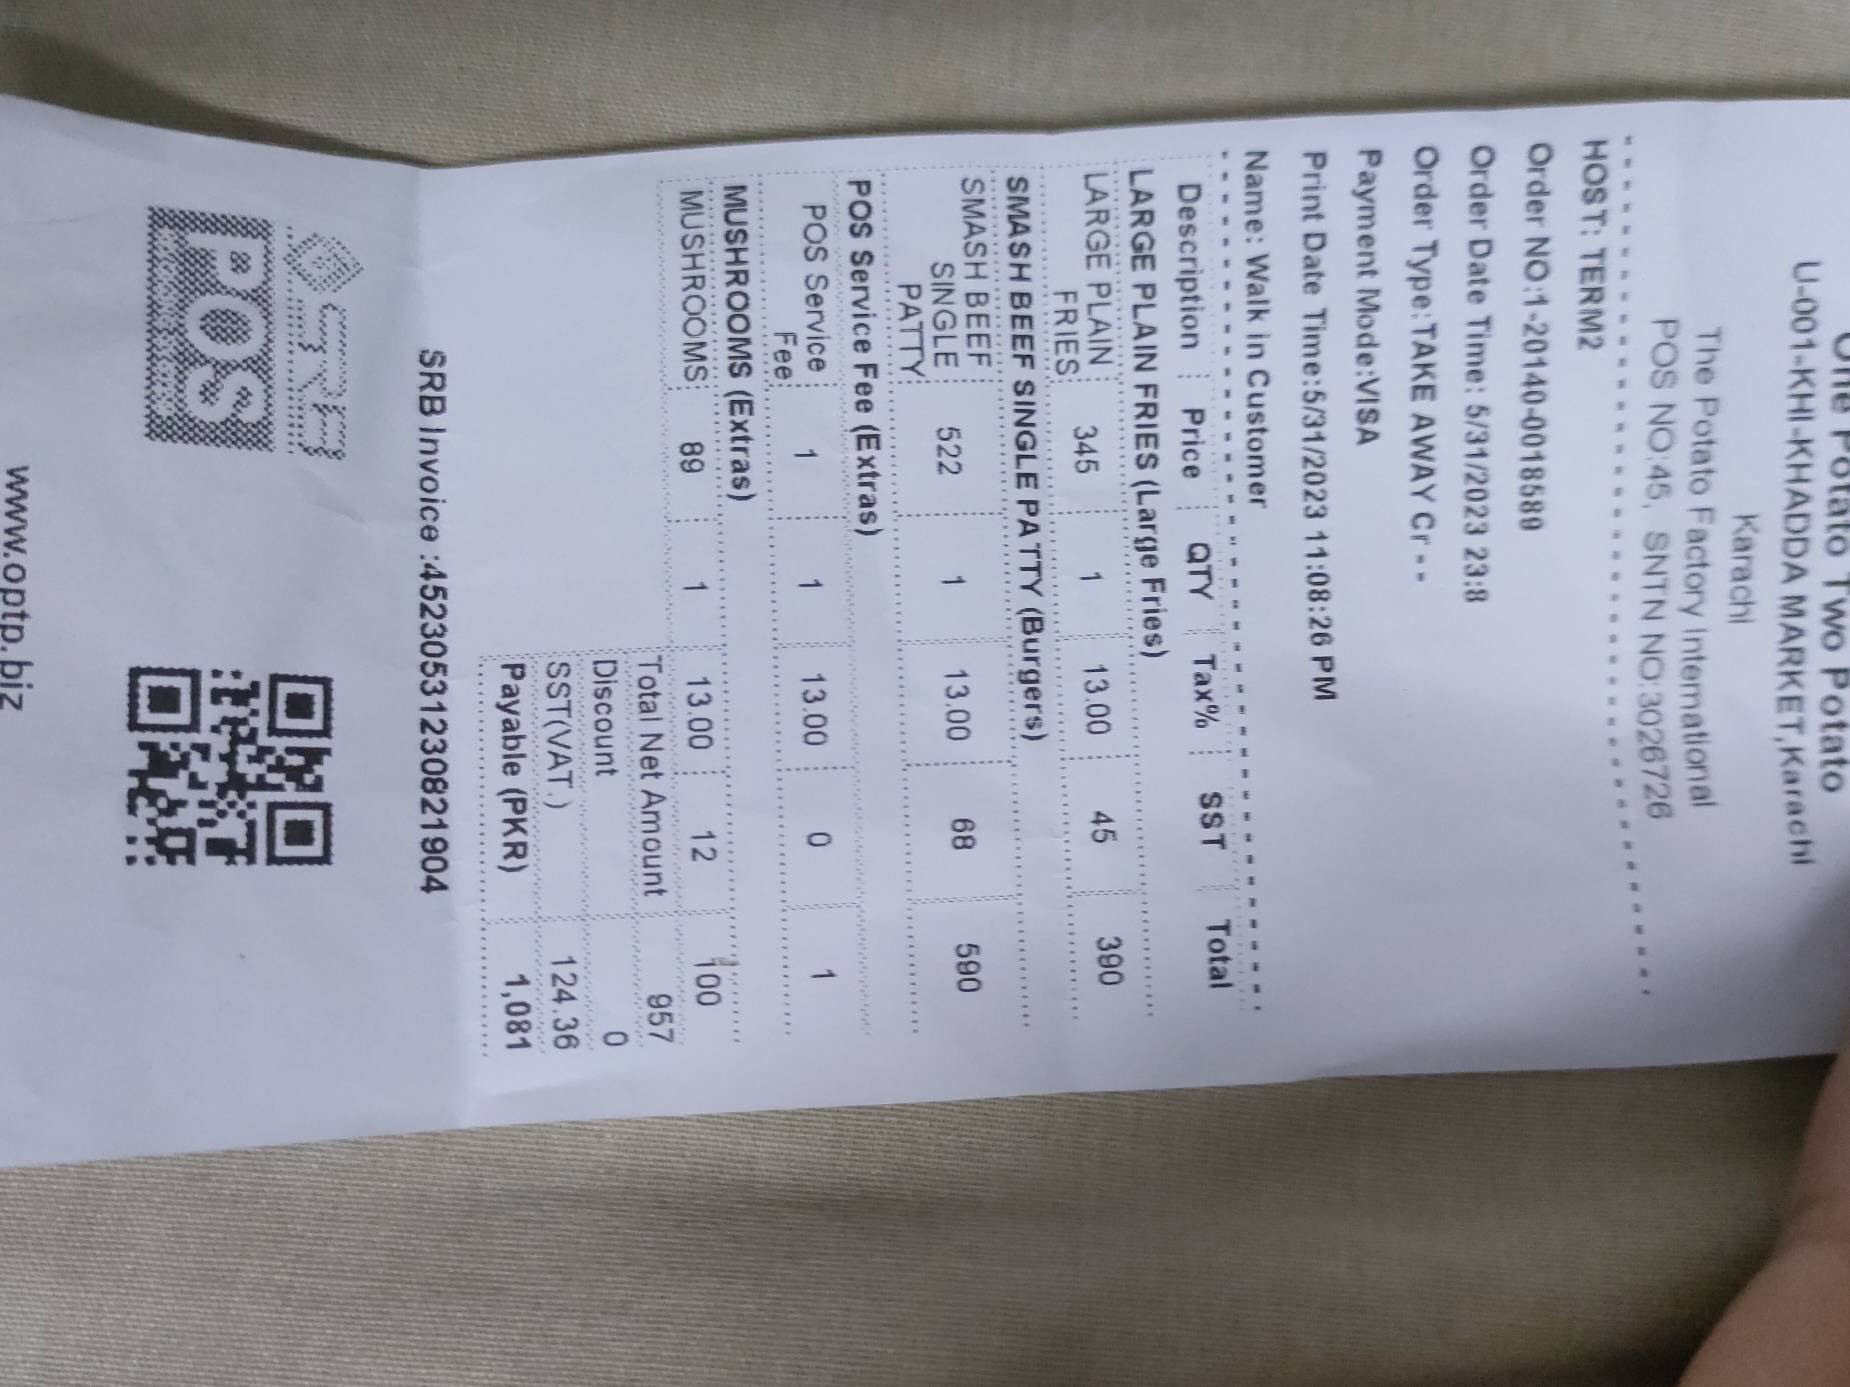 One Potato Two Potato
U-001-KHI-KHADDA MARKET,Karachi
Karachi
The Potato Factory International
POS NO:45, SNTN NO:3026726
HOST: TERM2
Order NO:1-20140-0018589
Order Date Time: 5/31/2023 23:8
Order Type:TAKE AWAY Cr - -
Payment Mode:VISA
Print Date Time:5/31/2023 11:08:26 PM
Name: Walk in Customer
Description Price QTY Tax% SST Total
LARGE PLAIN FRIES (Large Fries)
LARGE PLAIN 345 1 13.00 45 390
FRIES
SMASH BEEF SINGLE PATTY (Burgers)
SMASH BEEF
SINGLE 522 1 13.00 68 590
PATTY
POS Service Fee (Extras)
POS Service 1 1 13.00 0 1
Fee
MUSHROOMS (Extras)
MUSHROOMS 89 1 13.00 12 100
Total Net Amount 957
Discount 0
SST(VAT.) 124.36
Payable (PKR) 1,081
SRB Invoice :4523053123082​1904
SRB
POS
www.optp.biz